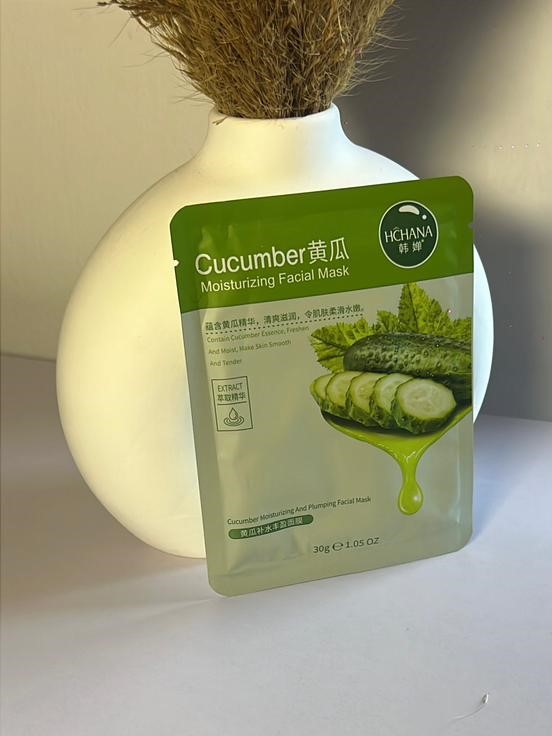 HCHANA
韩婵
Cucumber黄瓜
Moisturizing Facial Mask
蕴含黄瓜精华，清爽滋润，令肌肤柔滑水嫩。
Contain Cucumber Essence, Freshen
And Moist, Make Skin Smooth
And Tender
EXTRACT
萃取精华
Cucumber Moisturizing And Plumping Facial Mask
黄瓜补水丰盈面膜
30g ℮ 1.05 OZ